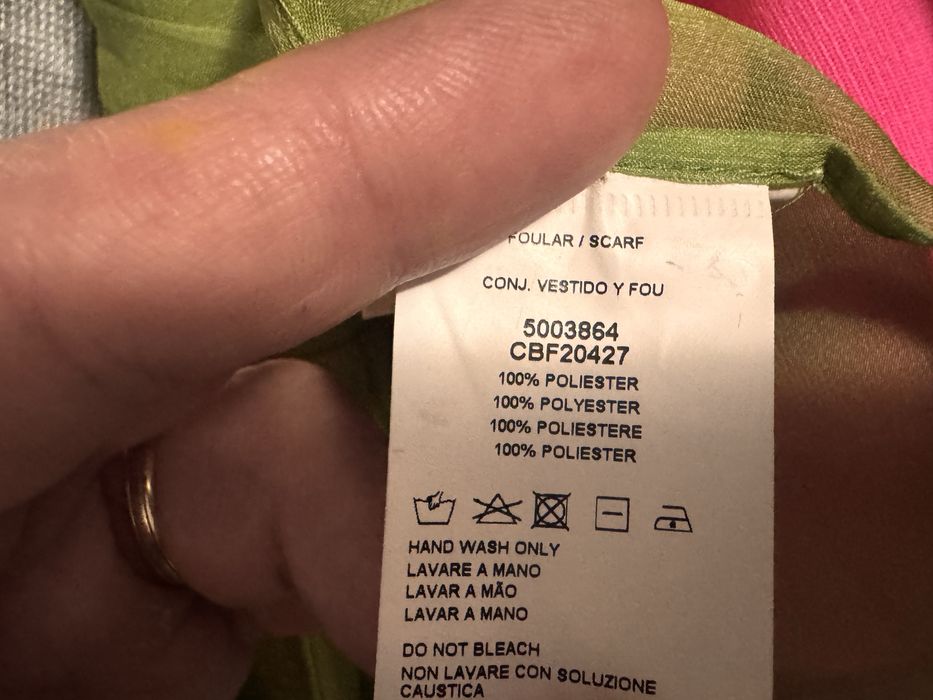 FOULAR / SCARF
CONJ. VESTIDO Y FOU
5003864
CBF20427
100% POLIESTER
100% POLYESTER
100% POLIESTERE
100% POLIESTER
HAND WASH ONLY
LAVARE A MANO
LAVAR A MÃO
LAVAR A MANO
DO NOT BLEACH
NON LAVARE CON SOLUZIONE
CAUSTICA